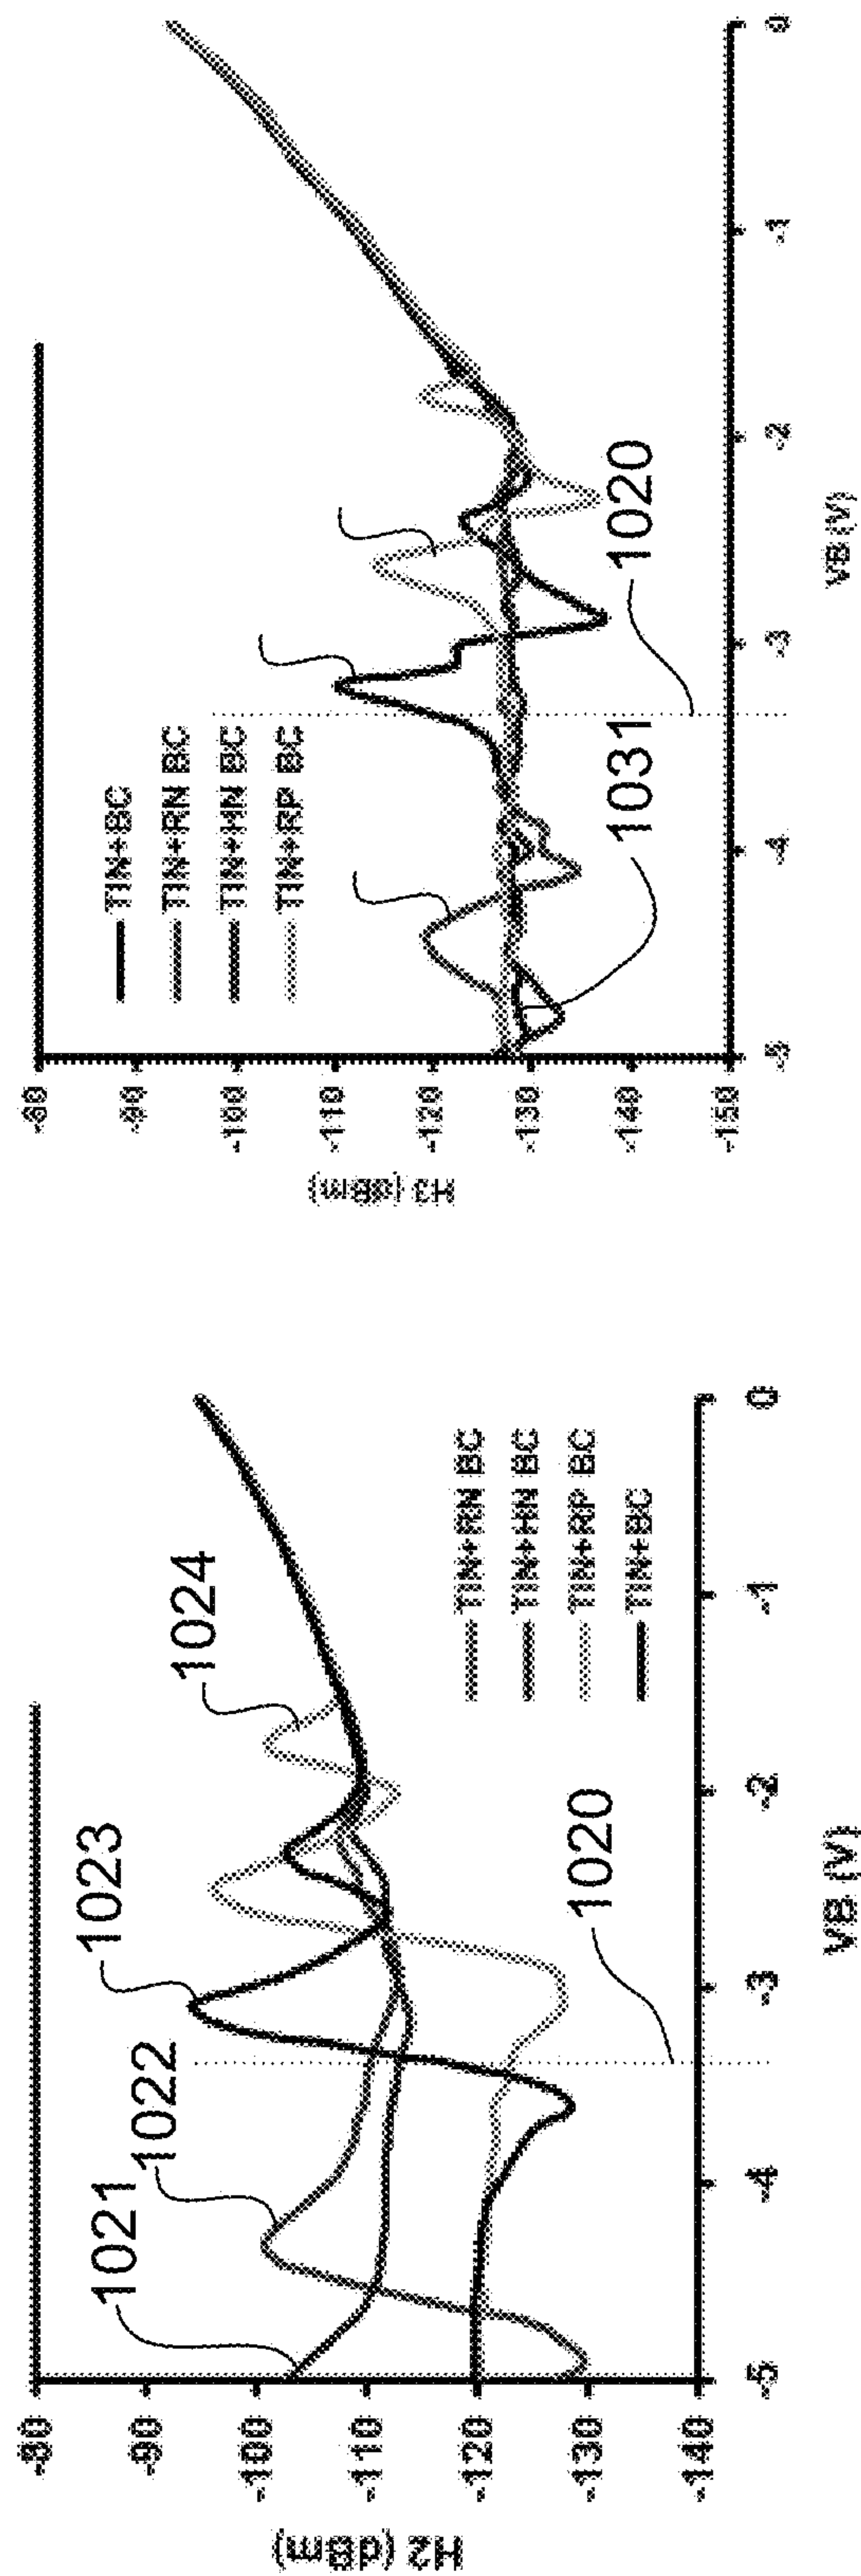 H2 (dBm)
-80
-90
-100
-110
-120
-130
-140
-5
-4
-3
-2
-1
0
VB (V)
1021
1022
1023
1024
1020
TIN+RN BC
TIN+HN BC
TIN+RP BC
TIN+BC
H3 (dBm)
-80
-90
-100
-110
-120
-130
-140
-150
-5
-4
-3
-2
-1
0
VB (V)
TIN+BC
TIN+RN BC
TIN+HN BC
TIN+RP BC
1031
1020